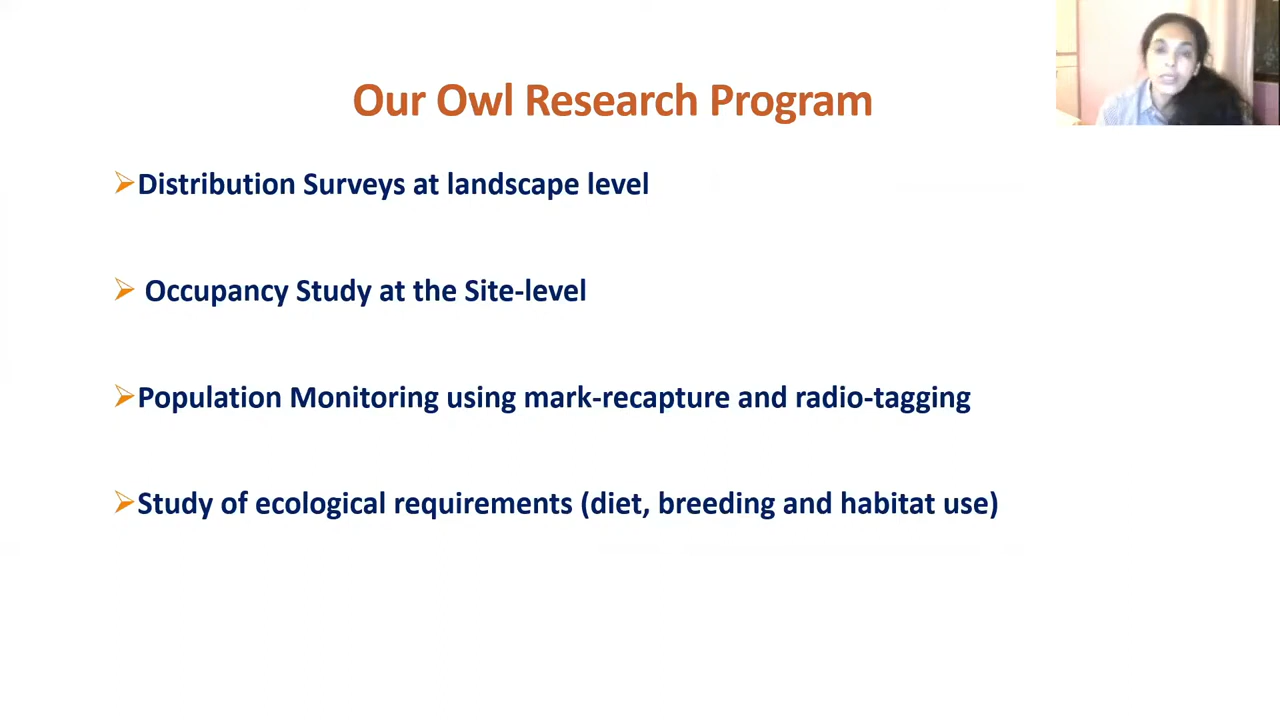 Our Owl Research Program
Distribution Surveys at landscape level
Occupancy Study at the Site-level
Population Monitoring using mark-recapture and radio-tagging
Study of ecological requirements (diet, breeding and habitat use)